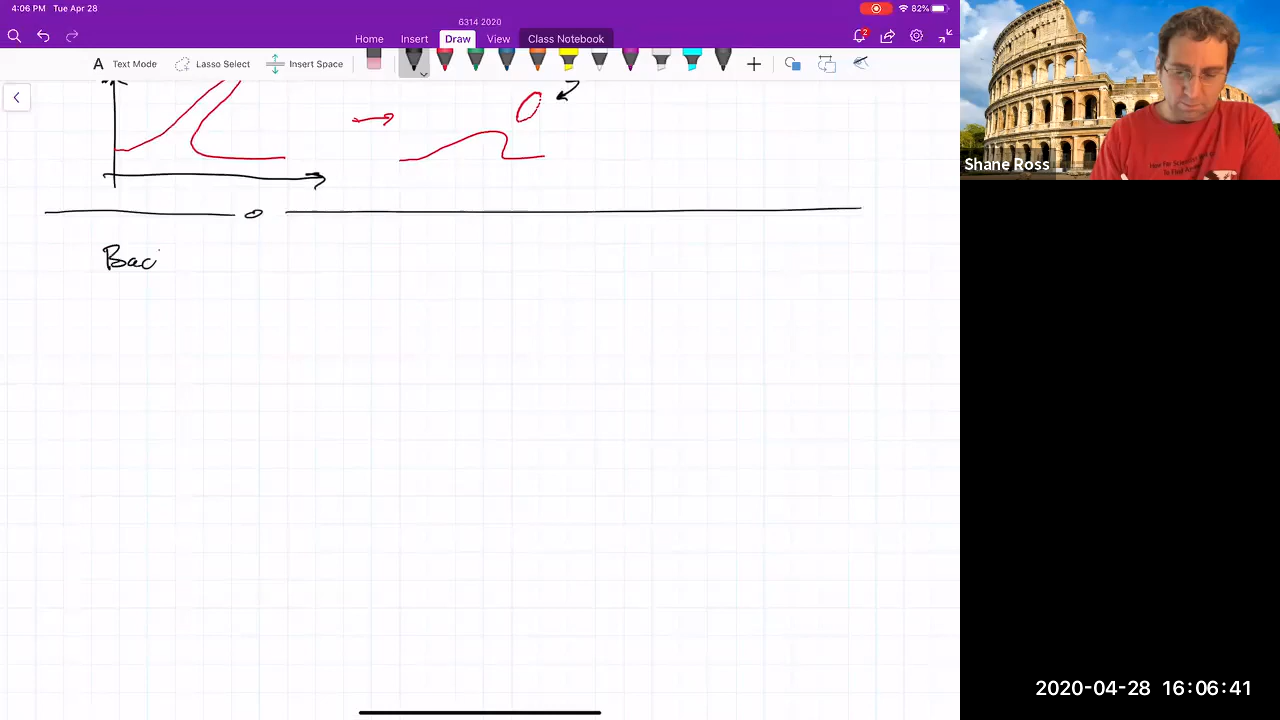 4:06 PM Tue Apr 28
82%
6314 2020
Home Insert Draw View Class Notebook
2
A Text Mode Lasso Select Insert Space
Shane Ross
Bac
2020-04-28 16:06:41